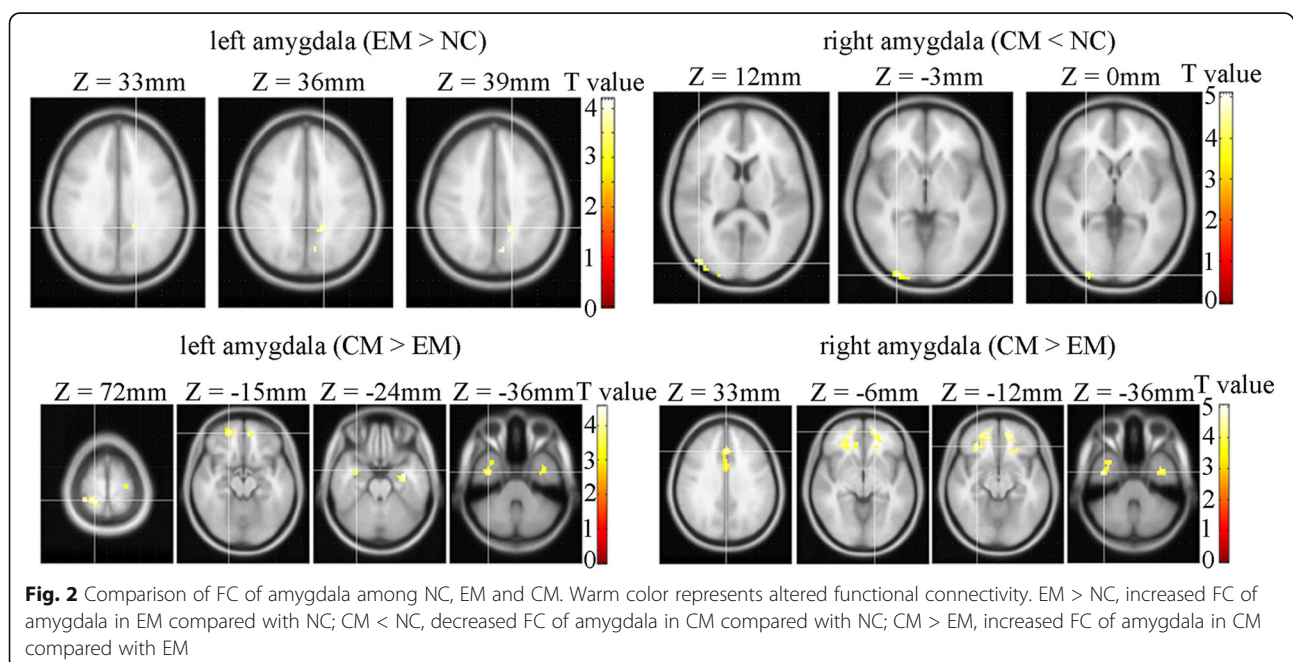 left amygdala (EM > NC)
Z = 33mm Z = 36mm Z = 39mm T value
4
3
2
1
0
right amygdala (CM < NC)
Z = 12mm Z = -3mm Z = 0mm T value
5
4
3
2
1
0
left amygdala (CM > EM)
Z = 72mm Z = -15mm Z = -24mm Z = -36mm T value
4
3
2
1
0
right amygdala (CM > EM)
Z = 33mm Z = -6mm Z = -12mm Z = -36mm T value
5
4
3
2
1
0
Fig. 2 Comparison of FC of amygdala among NC, EM and CM. Warm color represents altered functional connectivity. EM > NC, increased FC of
amygdala in EM compared with NC; CM < NC, decreased FC of amygdala in CM compared with NC; CM > EM, increased FC of amygdala in CM
compared with EM